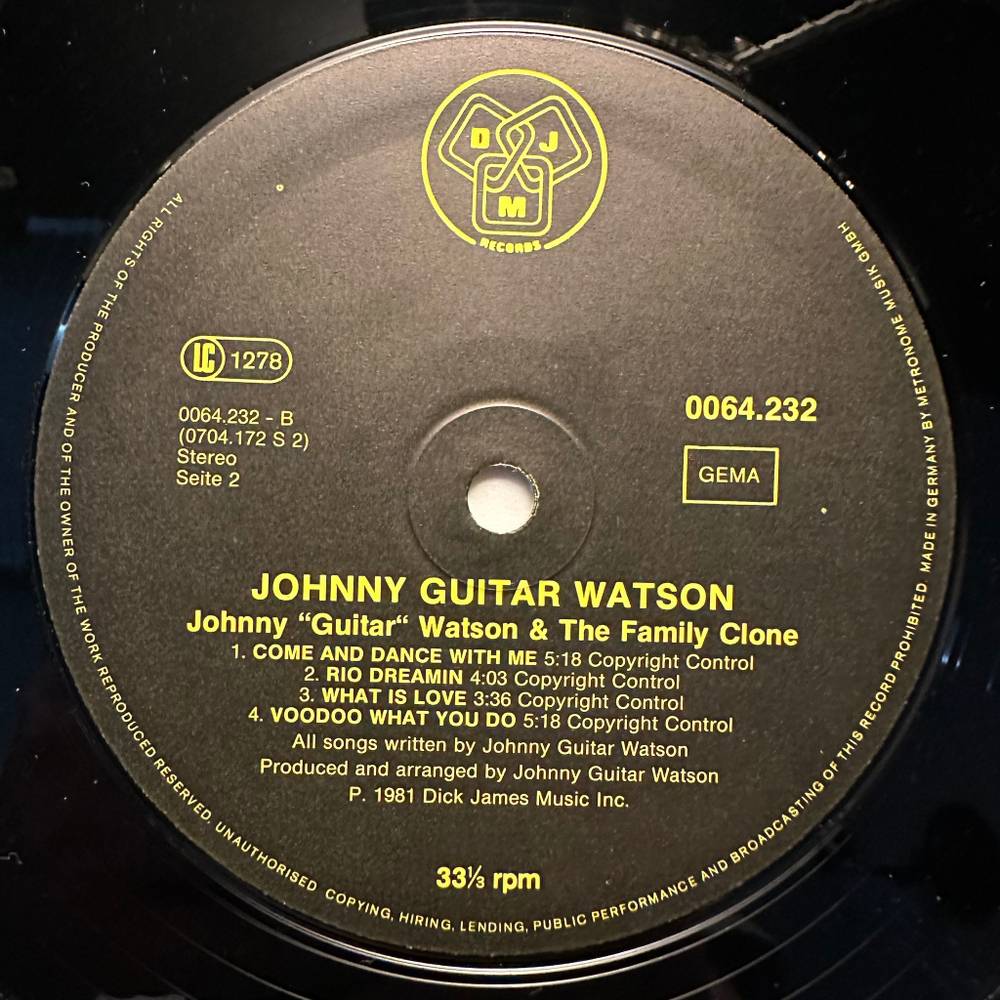 D J
M
RECORDS
LC 1278
0064.232 - B
(0704.172 S 2)
Stereo
Seite 2
0064.232
GEMA
JOHNNY GUITAR WATSON
Johnny “Guitar“ Watson & The Family Clone
1. COME AND DANCE WITH ME 5:18 Copyright Control
2. RIO DREAMIN 4:03 Copyright Control
3. WHAT IS LOVE 3:36 Copyright Control
4. VOODOO WHAT YOU DO 5:18 Copyright Control
All songs written by Johnny Guitar Watson
Produced and arranged by Johnny Guitar Watson
P. 1981 Dick James Music Inc.
33⅓ rpm
ALL RIGHTS OF THE PRODUCER AND OF THE OWNER OF THE WORK REPRODUCED RESERVED. UNAUTHORISED COPYING, HIRING, LENDING, PUBLIC PERFORMANCE AND BROADCASTING OF THIS RECORD PROHIBITED MADE IN GERMANY BY METRONOME MUSIK GMBH